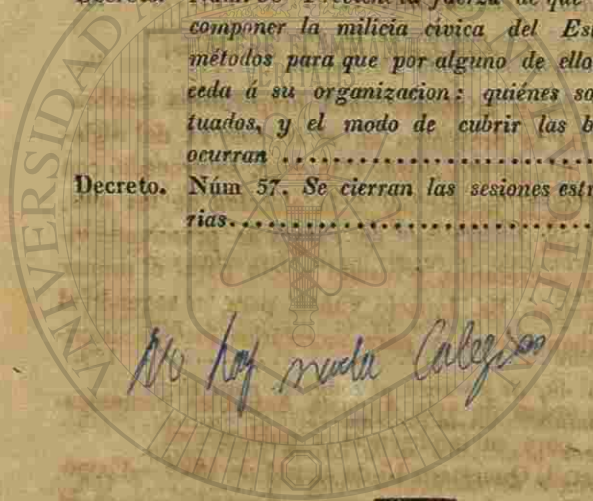 componer la milicia cívica del Es
métodos para que por alguno de ello
ceda á su organizacion: quiénes so
tuados, y el modo de cubrir las b
ocurran ..............................
Decreto. Núm 57. Se cierran las sesiones estr
rias..............................
No hay nada